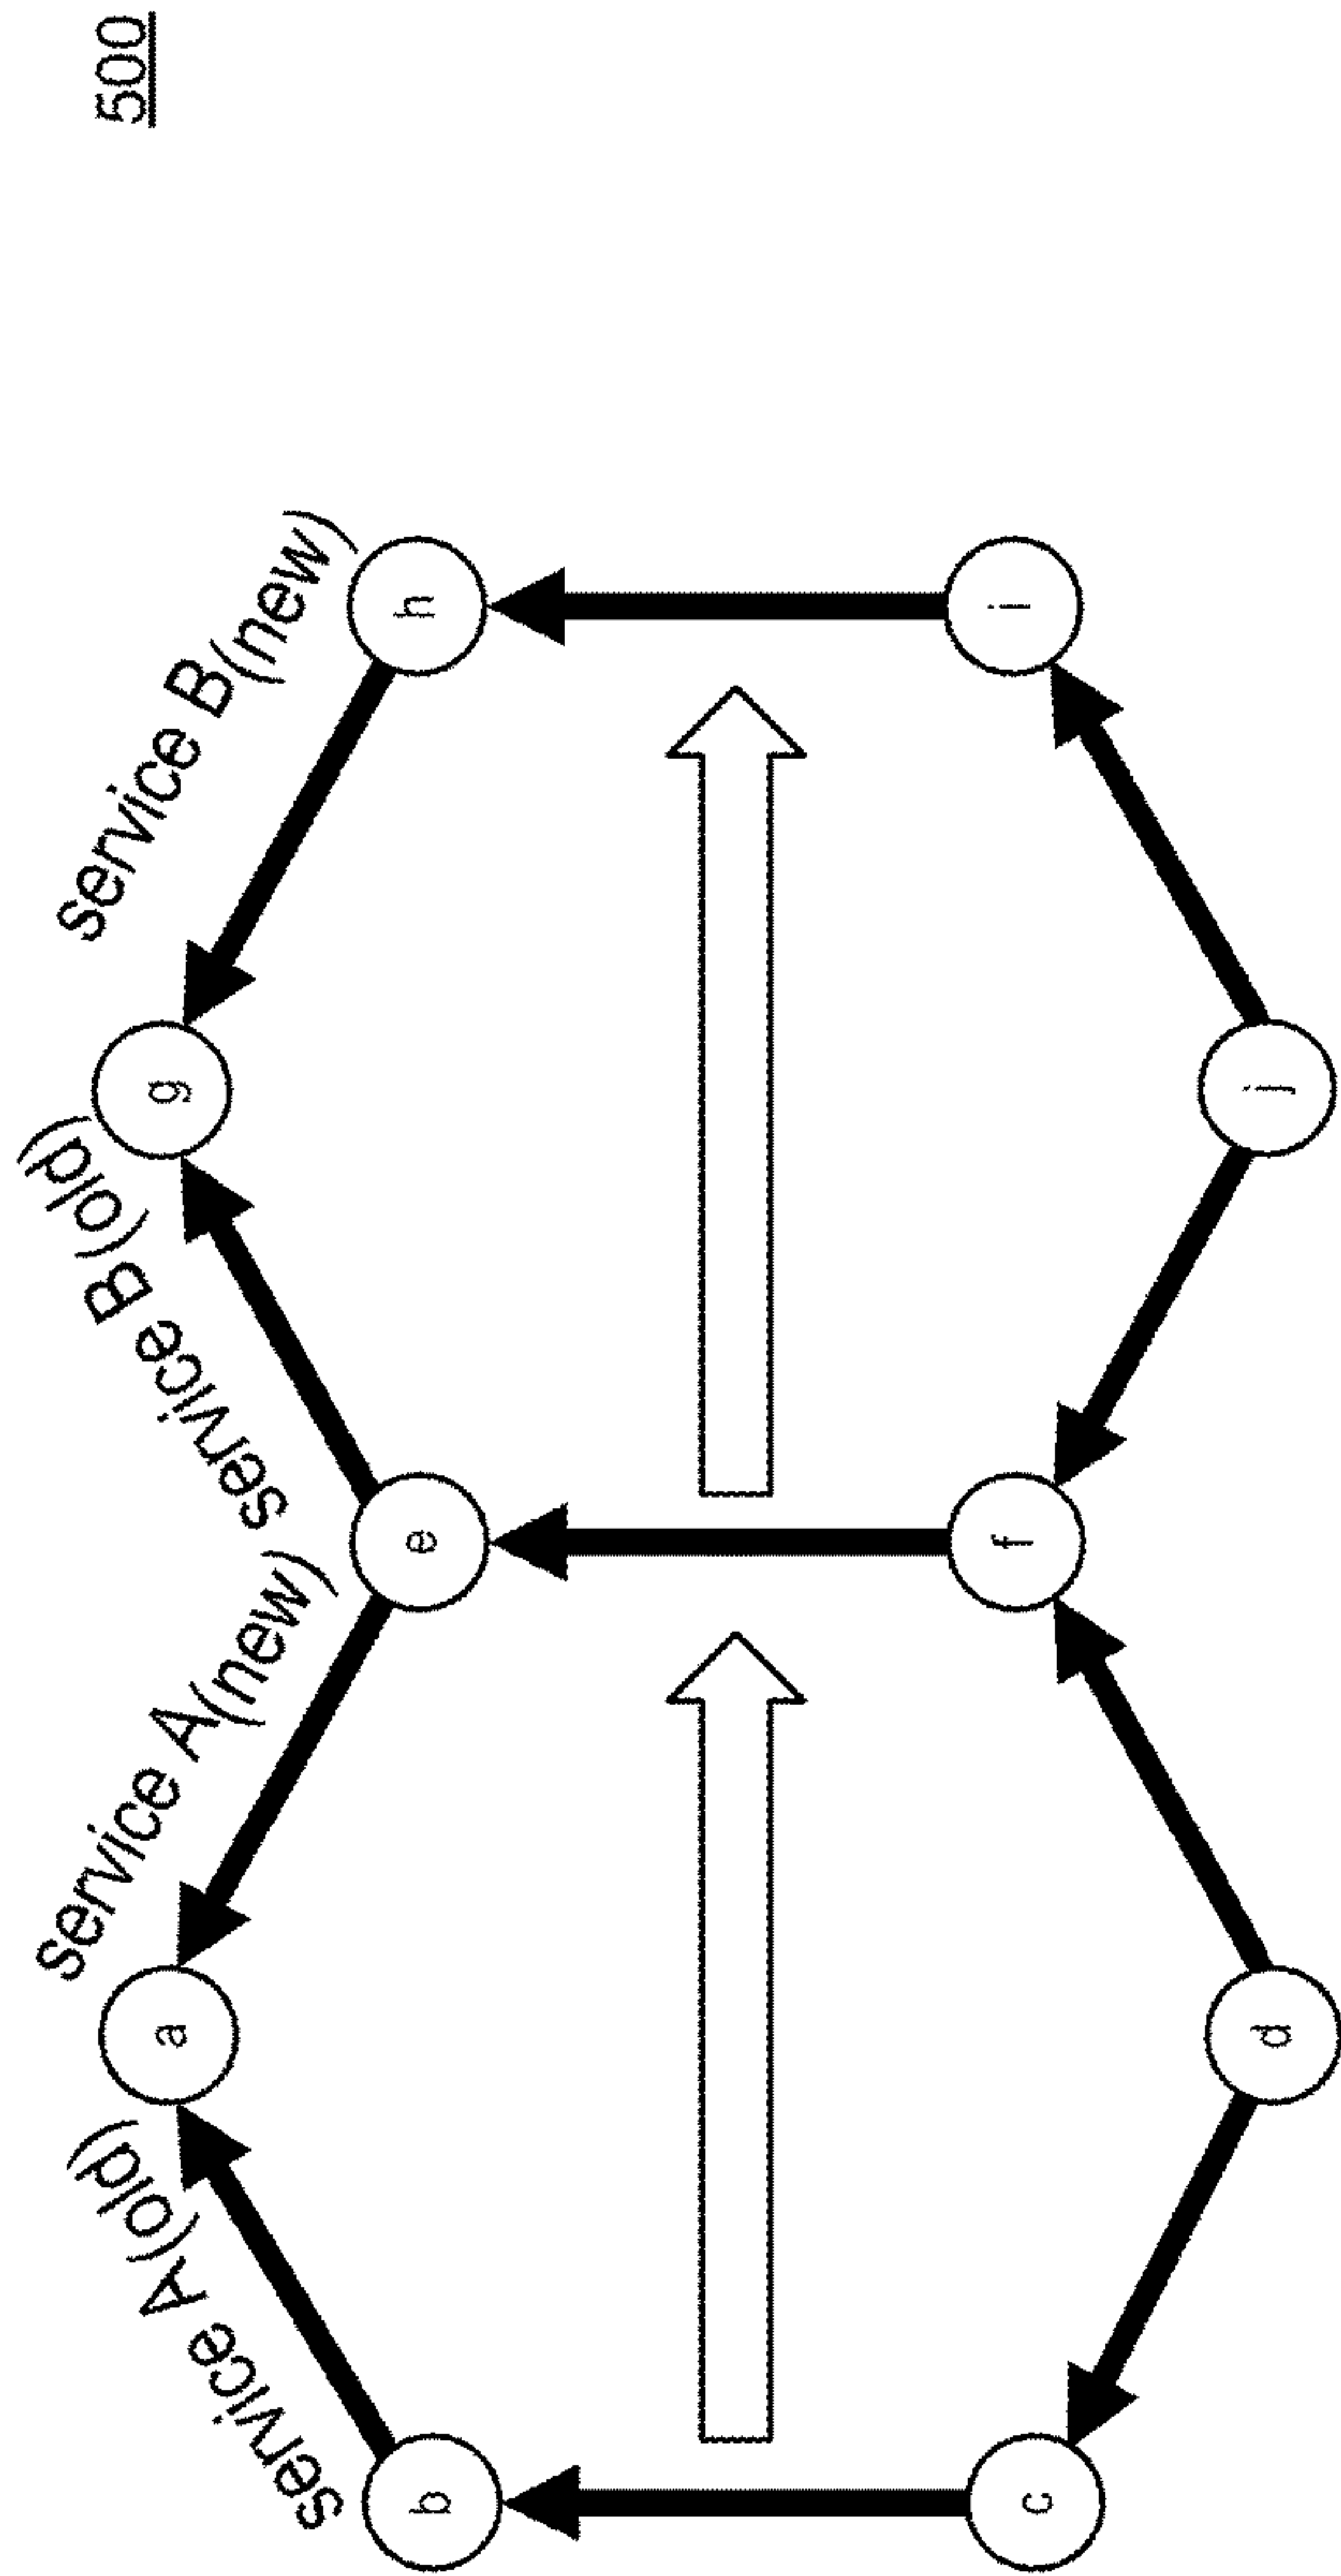 500
service A(old)
service A(new)
service B(old)
service B(new)
a
g
b
e
h
c
f
i
d
j